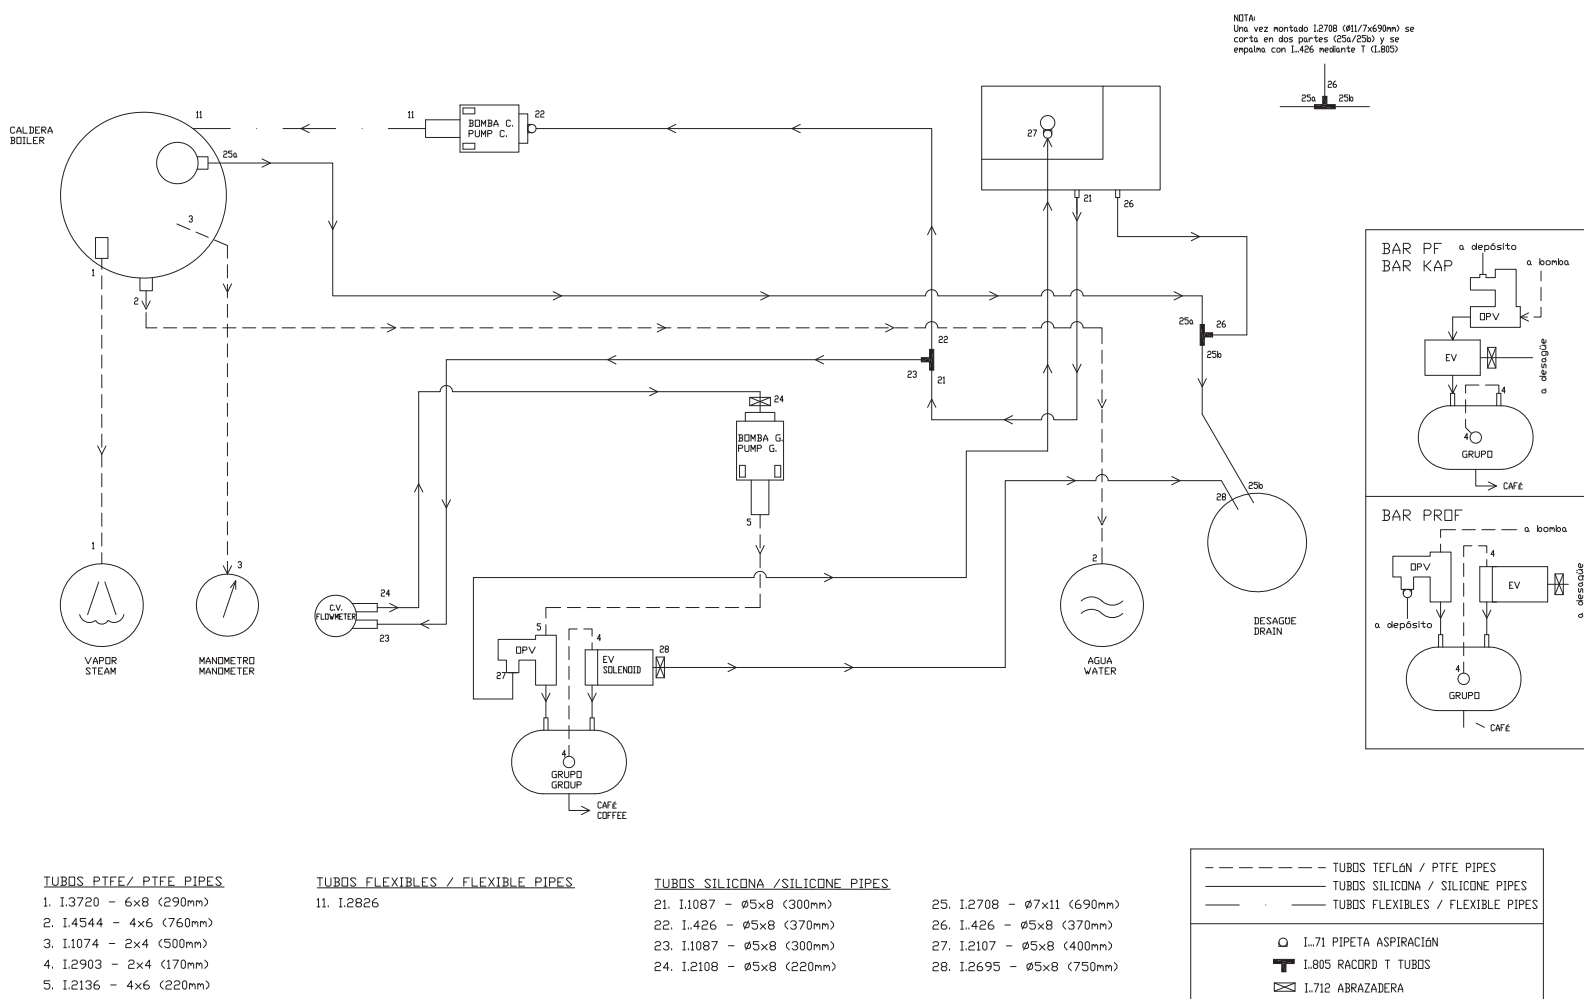 NOTA:
Una vez montado I.2708 (Ø11/7x690mm) se
corta en dos partes (25a/25b) y se
empalma con I..426 mediante T (I.805)
26
25a 25b
CALDERA
BOILER
11
11
BOMBA C.
PUMP C.
22
25a
27
3
21
26
1
2
25a
26
25b
22
23
21
24
BOMBA G.
PUMP G.
5
28
25b
1
3
2
24
C.V.
FLOWMETER
23
VAPOR
STEAM
MANOMETRO
MANOMETER
5
4
OPV
27
EV
SOLENOID
28
AGUA
WATER
DESAGÜE
DRAIN
4
GRUPO
GROUP
CAFÉ
COFFEE
BAR PF
BAR KAP
a depósito
a bomba
OPV
EV
a desagüe
4
4
GRUPO
CAFÉ
BAR PROF
a bomba
4
OPV
EV
a desagüe
a depósito
4
GRUPO
CAFÉ
TUBOS PTFE/ PTFE PIPES
1. I.3720 - 6x8 (290mm)
2. I.4544 - 4x6 (760mm)
3. I.1074 - 2x4 (500mm)
4. I.2903 - 2x4 (170mm)
5. I.2136 - 4x6 (220mm)
TUBOS FLEXIBLES / FLEXIBLE PIPES
11. I.2826
TUBOS SILICONA /SILICONE PIPES
21. I.1087 - Ø5x8 (300mm)
22. I..426 - Ø5x8 (370mm)
23. I.1087 - Ø5x8 (300mm)
24. I.2108 - Ø5x8 (220mm)
25. I.2708 - Ø7x11 (690mm)
26. I..426 - Ø5x8 (370mm)
27. I.2107 - Ø5x8 (400mm)
28. I.2695 - Ø5x8 (750mm)
TUBOS TEFLóN / PTFE PIPES
TUBOS SILICONA / SILICONE PIPES
TUBOS FLEXIBLES / FLEXIBLE PIPES
I...71 PIPETA ASPIRACIóN
I..805 RACORD T TUBOS
I..712 ABRAZADERA